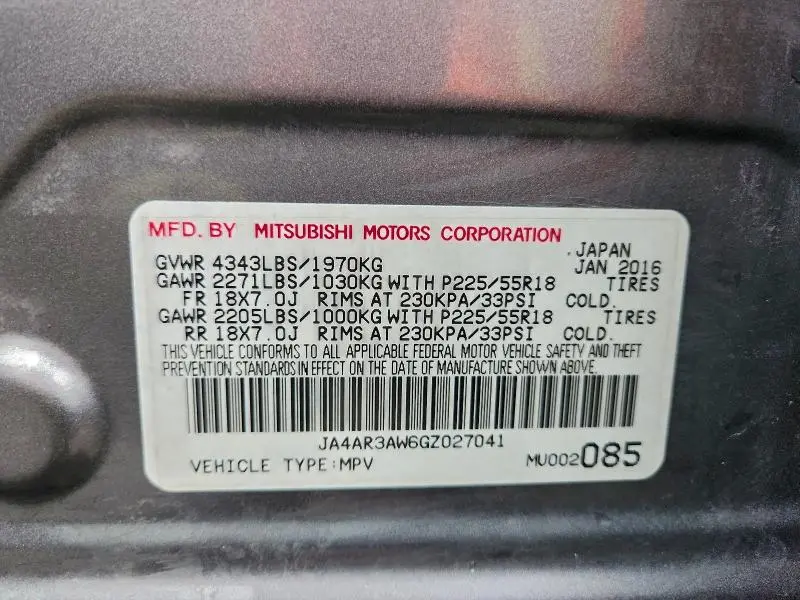 MFD. BY MITSUBISHI MOTORS CORPORATION
. JAPAN
GVWR 4343LBS/1970KG JAN 2016
GAWR 2271LBS/1030KG WITH P225/55R18 TIRES
FR 18X7.0J RIMS AT 230KPA/33PSI COLD.
GAWR 2205LBS/1000KG WITH P225/55R18 TIRES
RR 18X7.0J RIMS AT 230KPA/33PSI COLD.
THIS VEHICLE CONFORMS TO ALL APPLICABLE FEDERAL MOTOR VEHICLE SAFETY AND THEFT
PREVENTION STANDARDS IN EFFECT ON THE DATE OF MANUFACTURE SHOWN ABOVE.
JA4AR3AW6GZ027041
VEHICLE TYPE:MPV MU002085